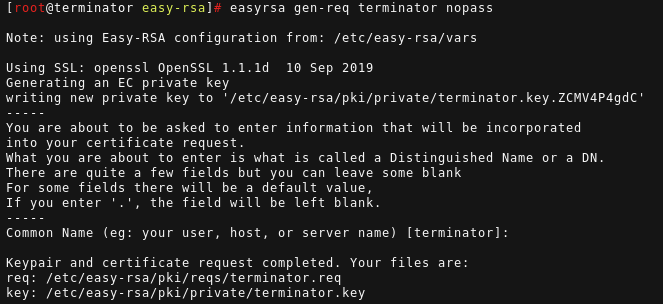 [root@terminator easy-rsa]# easyrsa gen-req terminator nopass
Note: using Easy-RSA configuration from: /etc/easy-rsa/vars
Using SSL: openssl OpenSSL 1.1.1d  10 Sep 2019
Generating an EC private key
writing new private key to '/etc/easy-rsa/pki/private/terminator.key.ZCMV4P4gdC'
-----
You are about to be asked to enter information that will be incorporated
into your certificate request.
What you are about to enter is what is called a Distinguished Name or a DN.
There are quite a few fields but you can leave some blank
For some fields there will be a default value,
If you enter '.', the field will be left blank.
-----
Common Name (eg: your user, host, or server name) [terminator]:
Keypair and certificate request completed. Your files are:
req: /etc/easy-rsa/pki/reqs/terminator.req
key: /etc/easy-rsa/pki/private/terminator.key